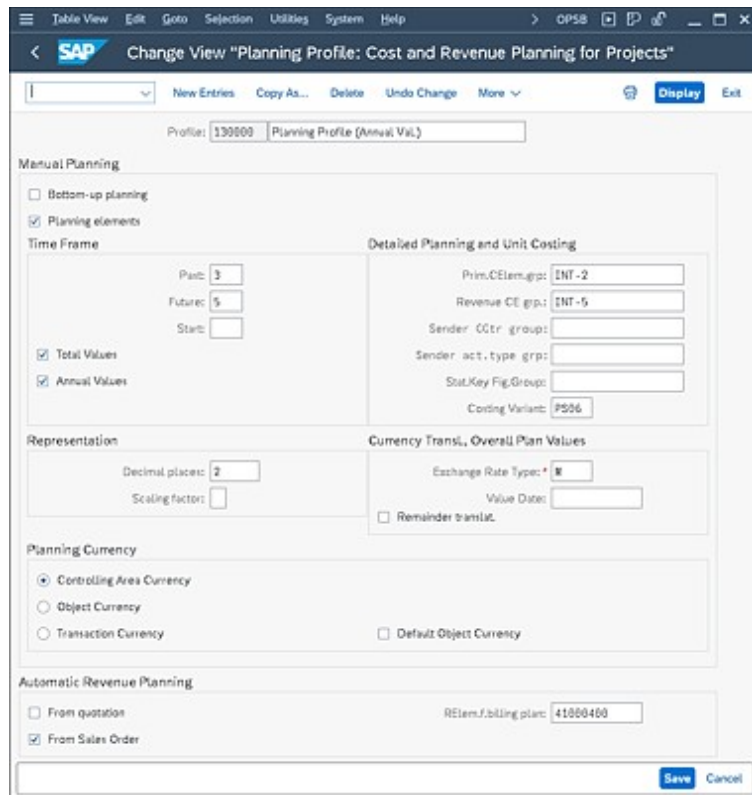 Table View Edit Goto Selection Utilities System Help OPSB
SAP Change View "Planning Profile: Cost and Revenue Planning for Projects"
New Entries Copy As... Delete Undo Change More Display Exit
Profile: 130000 Planning Profile (Annual Val.)
Manual Planning
Bottom-up planning
Planning elements
Time Frame Detailed Planning and Unit Costing
Past: 3 Prim.CElem.grp: INT-2
Future: 5 Revenue CE grp.: INT-5
Start: Sender CCtr group:
Total Values Sender act.type grp:
Annual Values Stat.Key Fig.Group:
Costing Variant: PS06
Representation Currency Transl., Overall Plan Values
Decimal places: 2 Exchange Rate Type:* M
Scaling factor: Value Date:
Remainder translat.
Planning Currency
Controlling Area Currency
Object Currency
Transaction Currency Default Object Currency
Automatic Revenue Planning
From quotation RElem.f.billing plan: 41000400
From Sales Order
Save Cancel